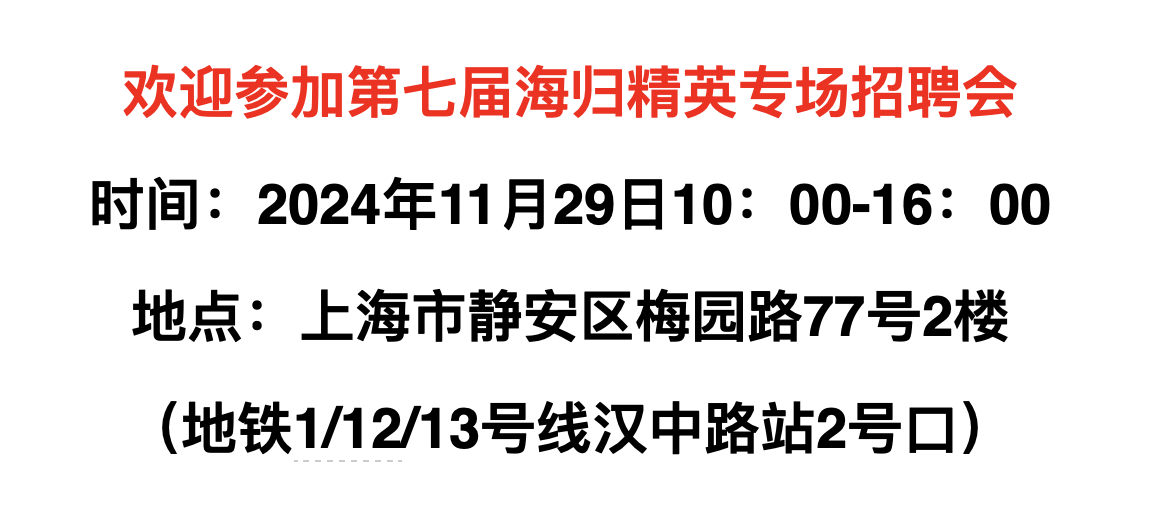 欢迎参加第七届海归精英专场招聘会
时间：2024年11月29日10：00-16：00
地点：上海市静安区梅园路77号2楼
（地铁1/12/13号线汉中路站2号口）